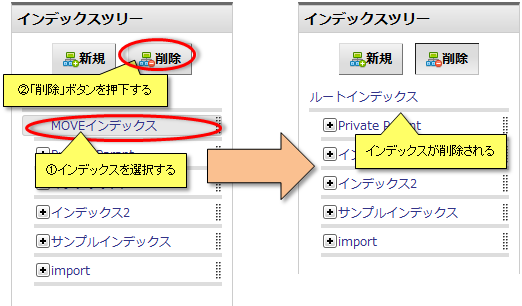 インデックスツリー
新規
削除
②「削除」ボタンを押下する
MOVEインデックス
①インデックスを選択する
インデックス2
サンプルインデックス
import
インデックスツリー
新規
削除
ルートインデックス
Private Parent
インデックスが削除される
インデックス2
サンプルインデックス
import